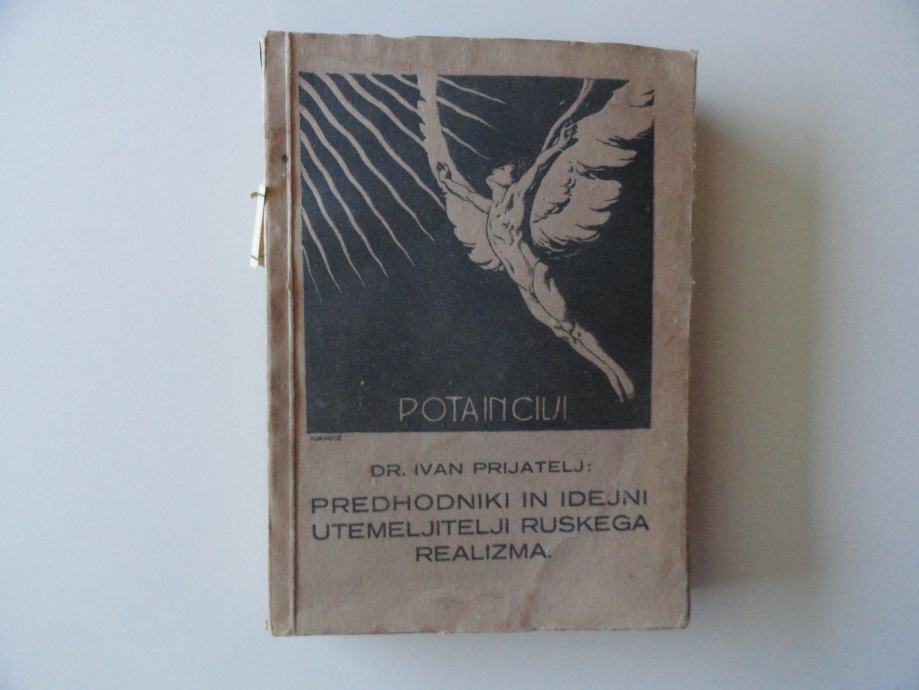 POTA IN CILJI
DR. IVAN PRIJATELJ:
PREDHODNIKI IN IDEJNI
UTEMELJITELJI RUSKEGA
REALIZMA.